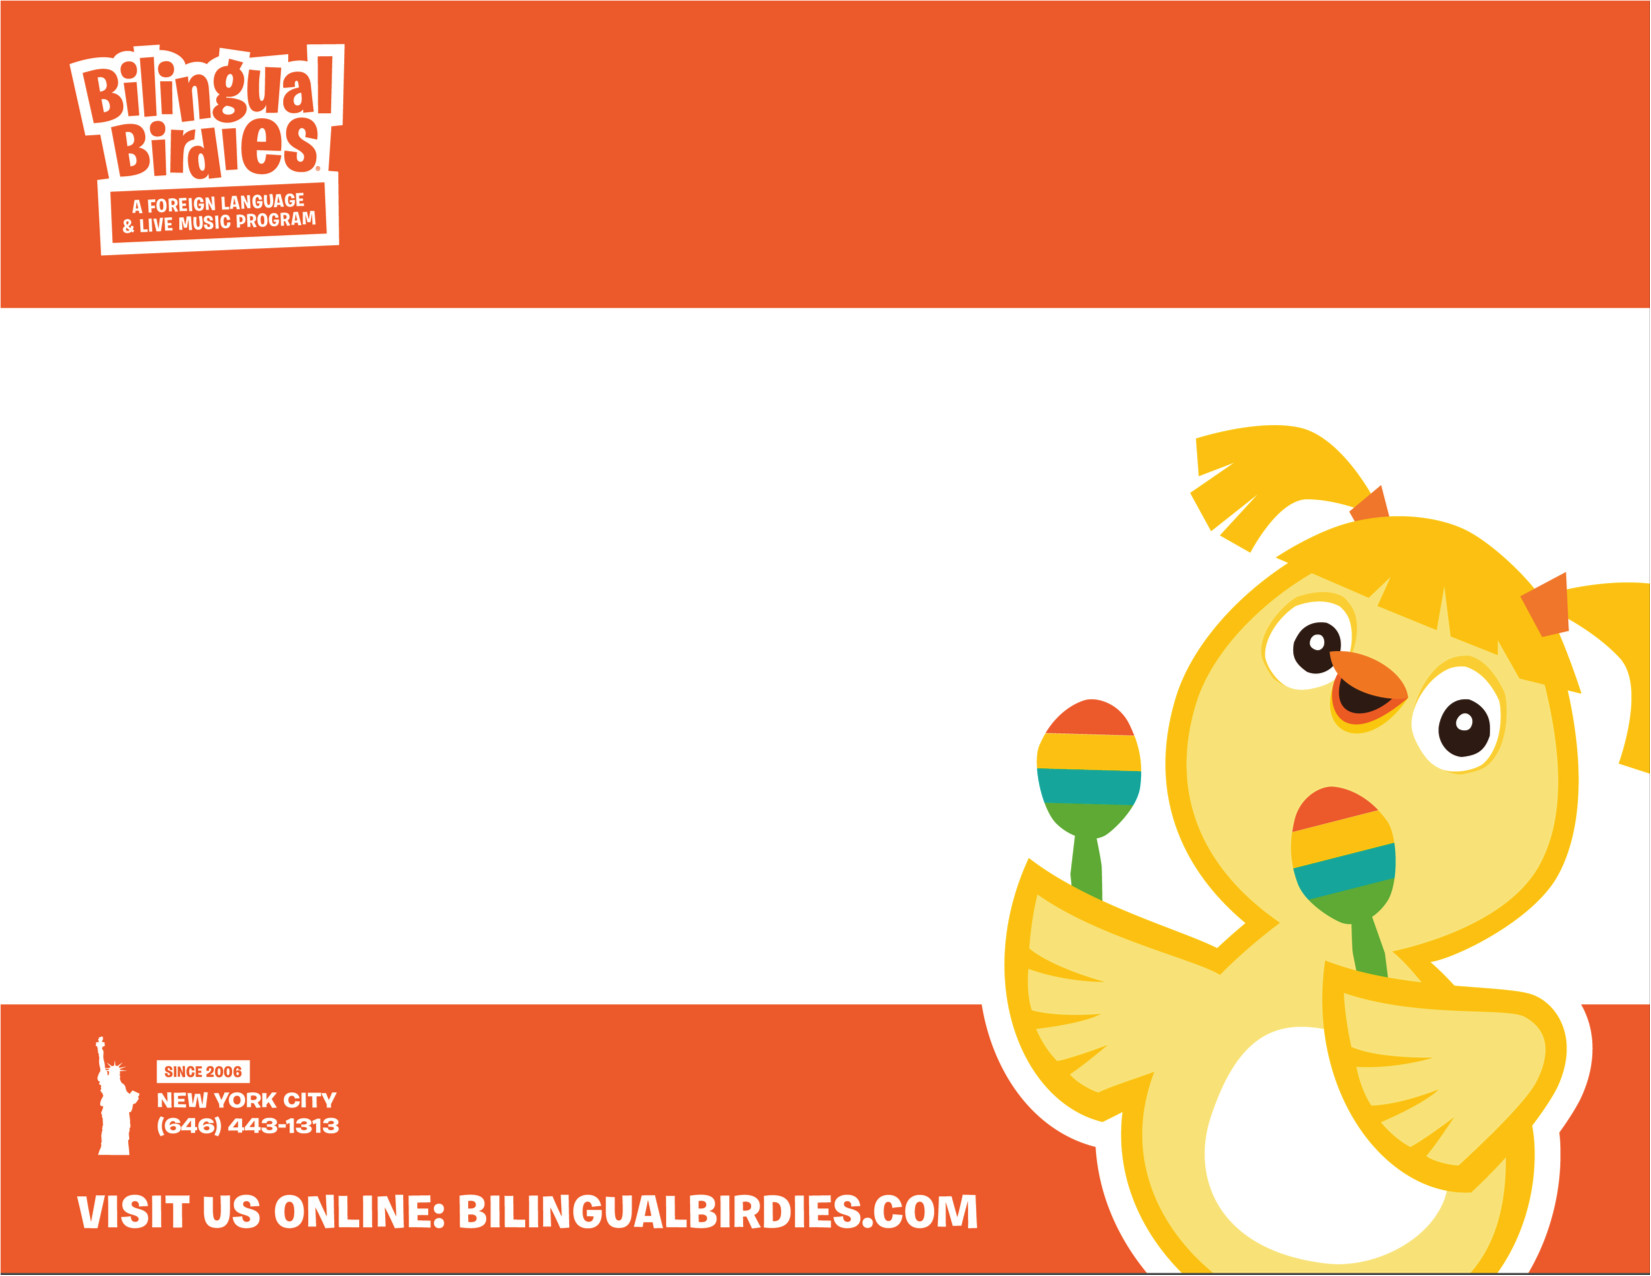 Bilingual
Birdies®
A FOREIGN LANGUAGE
& LIVE MUSIC PROGRAM
SINCE 2006
NEW YORK CITY
(646) 443-1313
VISIT US ONLINE: BILINGUALBIRDIES.COM